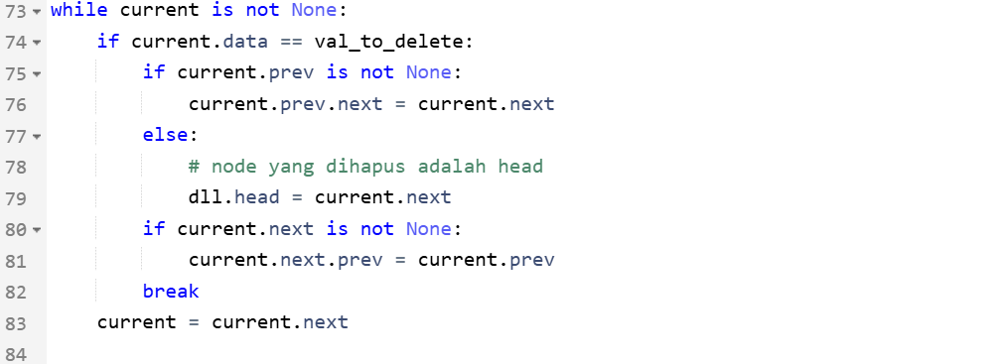 73 while current is not None:
74     if current.data == val_to_delete:
75         if current.prev is not None:
76             current.prev.next = current.next
77         else:
78             # node yang dihapus adalah head
79             dll.head = current.next
80         if current.next is not None:
81             current.next.prev = current.prev
82         break
83     current = current.next
84